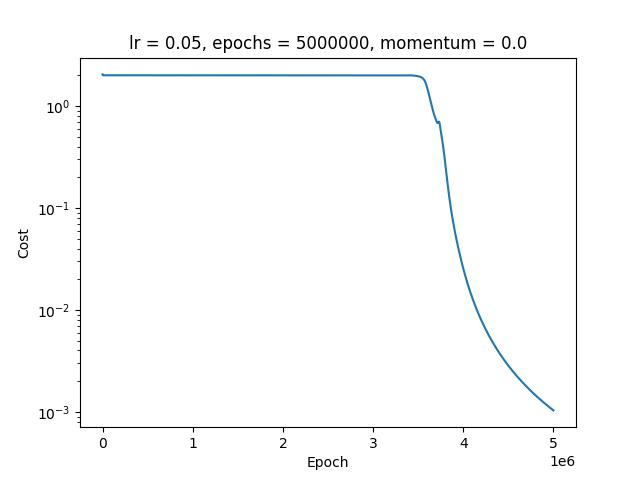 lr = 0.05, epochs = 5000000, momentum = 0.0
Cost
10⁰
10⁻¹
10⁻²
10⁻³
0 1 2 3 4 5
1e6
Epoch